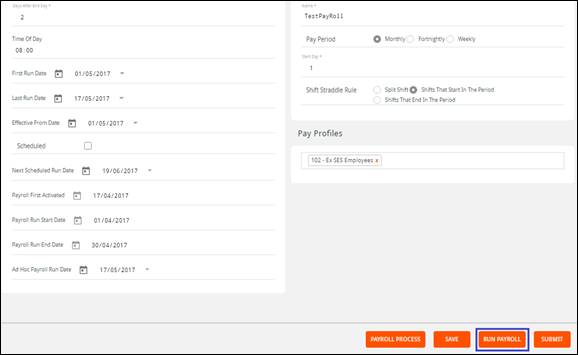 Days After End Day *
2
Time Of Day
08:00
First Run Date 01/05/2017
Last Run Date 17/05/2017
Effective From Date 01/05/2017
Scheduled
Next Scheduled Run Date 19/06/2017
Payroll First Activated 17/04/2017
Payroll Run Start Date 01/04/2017
Payroll Run End Date 30/04/2017
Ad Hoc Payroll Run Date 17/05/2017
Name *
TestPayRoll
Pay Period Monthly Fortnightly Weekly
Start Day *
1
Shift Straddle Rule Split Shift Shifts That Start In The Period
Shifts That End In The Period
Pay Profiles
102 - Ex SES Employees x
PAYROLL PROCESS SAVE RUN PAYROLL SUBMIT